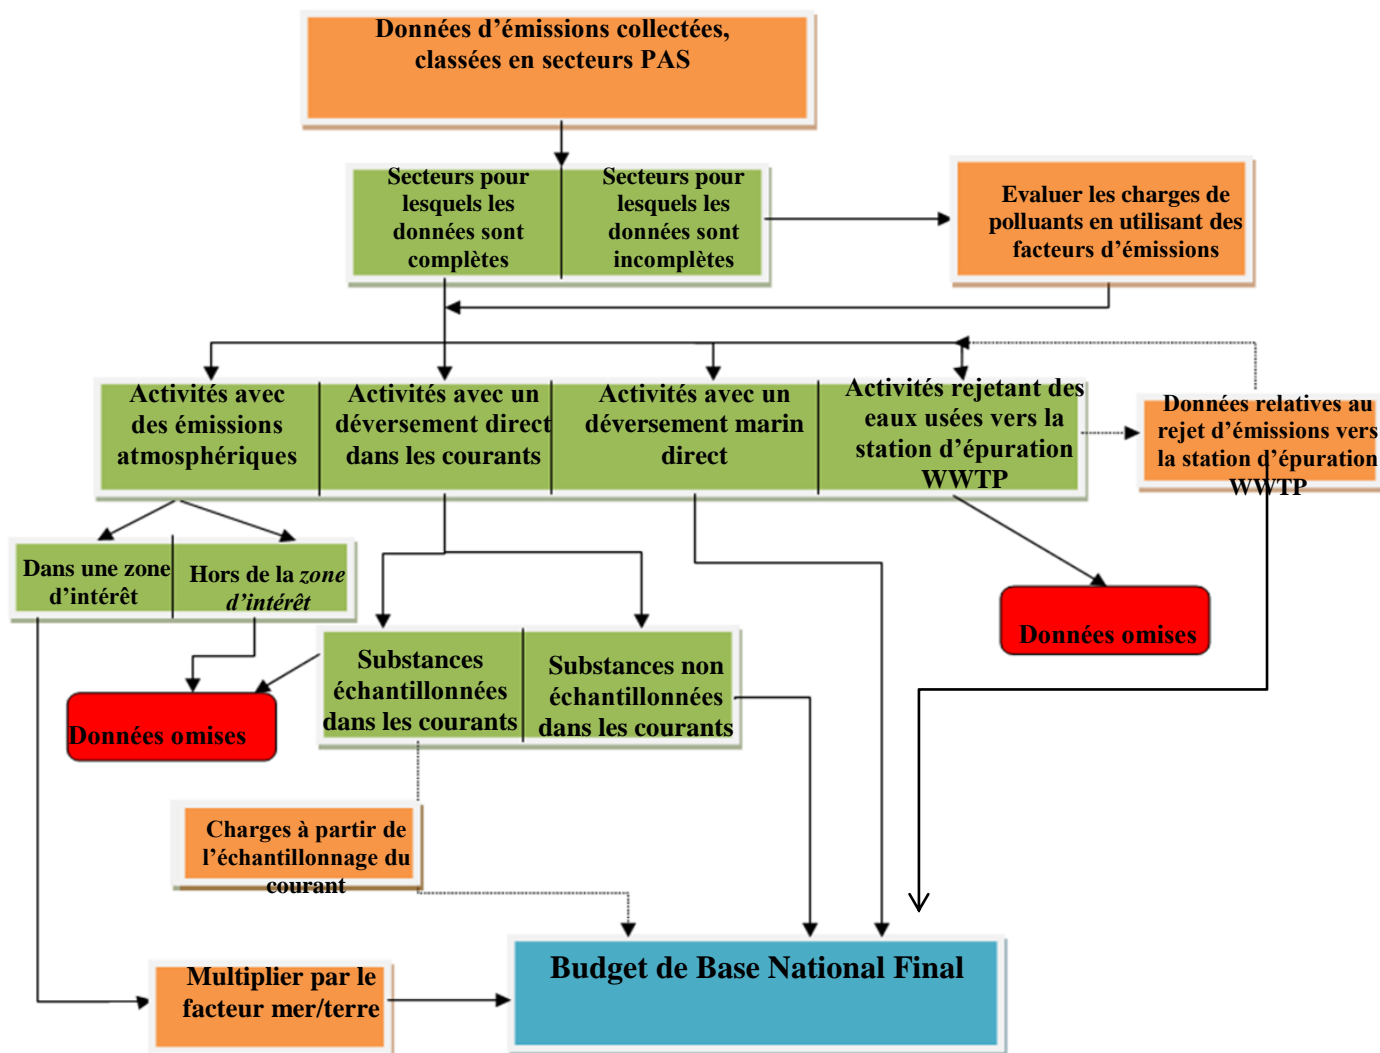 Données d’émissions collectées,
classées en secteurs PAS
Secteurs pour
lesquels les
données sont
complètes
Secteurs pour
lesquels les
données sont
incomplètes
Evaluer les charges de
polluants en utilisant des
facteurs d’émissions
Activités avec
des émissions
atmosphériques
Activités avec un
déversement direct
dans les courants
Activités avec un
déversement marin
direct
Activités rejetant des
eaux usées vers la
station d’épuration
WWTP
Données relatives au
rejet d’émissions vers
la station d’épuration
WWTP
Dans une zone
d’intérêt
Hors de la zone
d’intérêt
Données omises
Substances
échantillonnées
dans les courants
Substances non
échantillonnées
dans les courants
Données omises
Charges à partir de
l’échantillonnage du
courant
Multiplier par le
facteur mer/terre
Budget de Base National Final